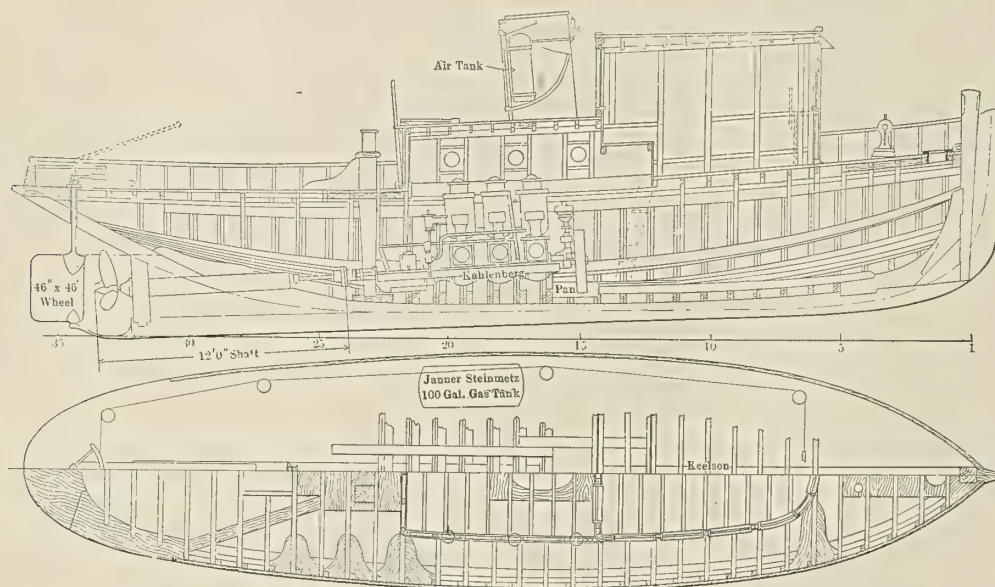 Air Tank
Kahlenberg
Pan
46" x 46"
Wheel
35 30 25 20 15 10 5 1
12'0" Shaft
Janner Steinmetz
100 Gal. Gas Tank
Keelson